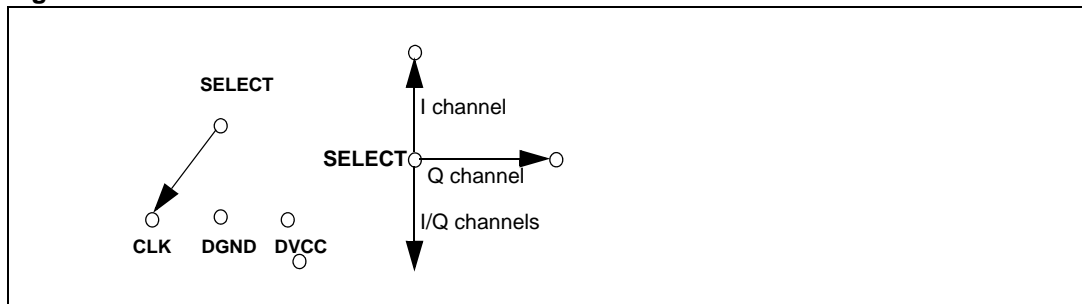 SELECT
I channel
SELECT
Q channel
I/Q channels
CLK DGND DVCC